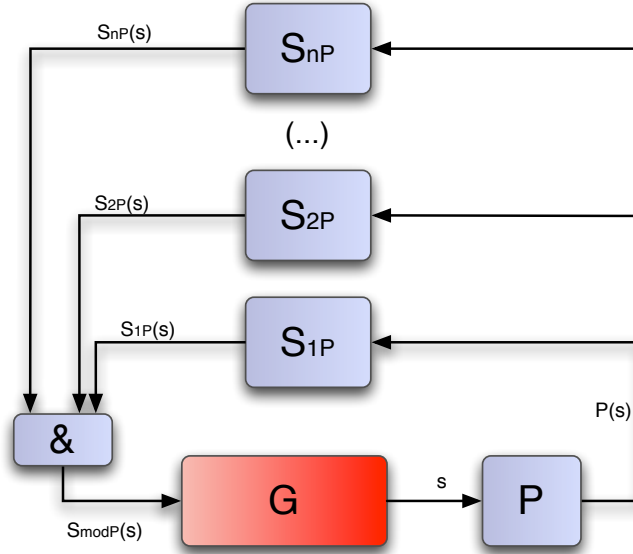 SnP(s)
SnP
(...)
S2P(s)
S2P
S1P(s)
S1P
P(s)
&
G
s
P
SmodP(s)